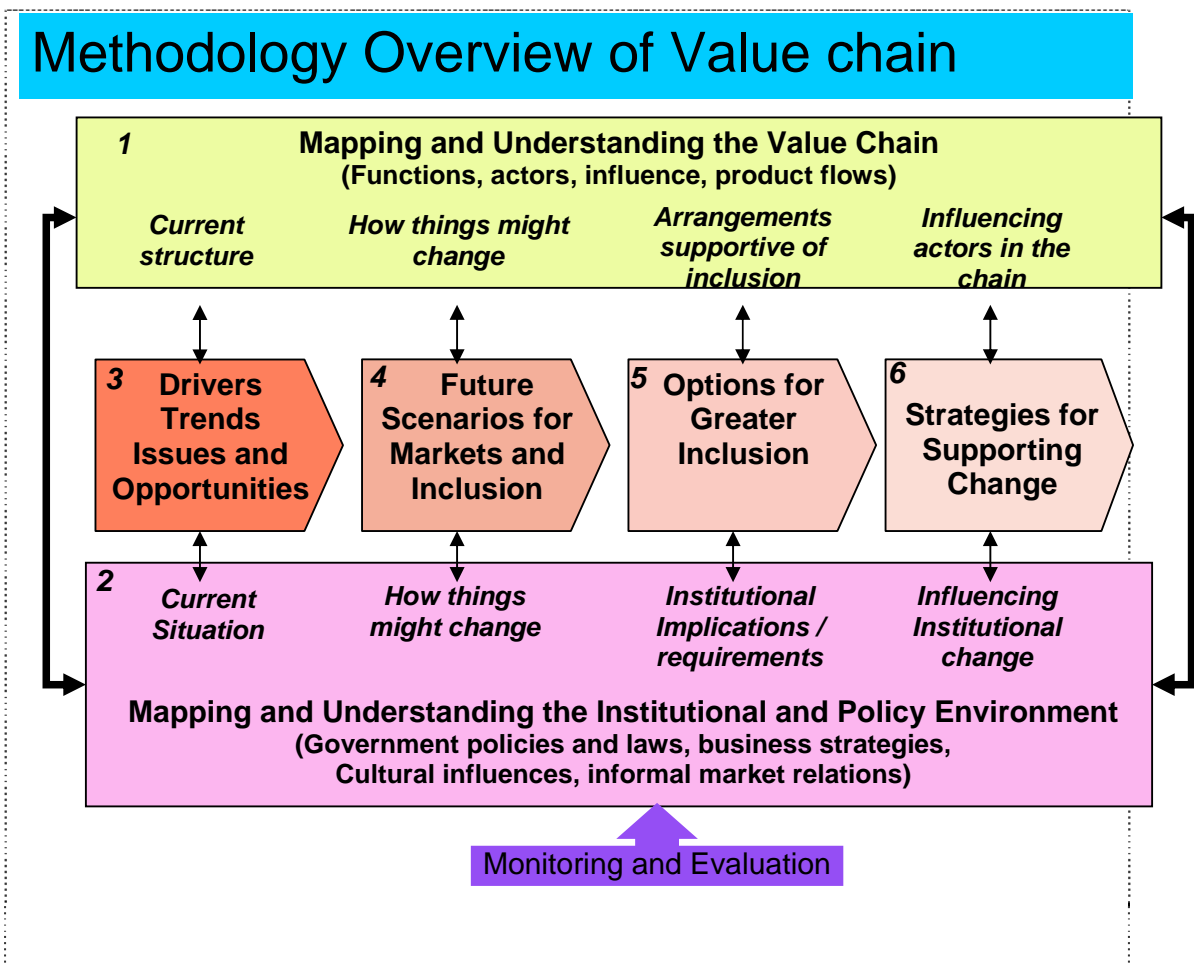 Methodology Overview of Value chain
1
Mapping and Understanding the Value Chain
(Functions, actors, influence, product flows)
Current
structure
How things might
change
Arrangements
supportive of
inclusion
Influencing
actors in the
chain
3
Drivers
Trends
Issues and
Opportunities
4
Future
Scenarios for
Markets and
Inclusion
5
Options for
Greater
Inclusion
6
Strategies for
Supporting
Change
2
Current
Situation
How things
might change
Institutional
Implications /
requirements
Influencing
Institutional
change
Mapping and Understanding the Institutional and Policy Environment
(Government policies and laws, business strategies,
Cultural influences, informal market relations)
Monitoring and Evaluation